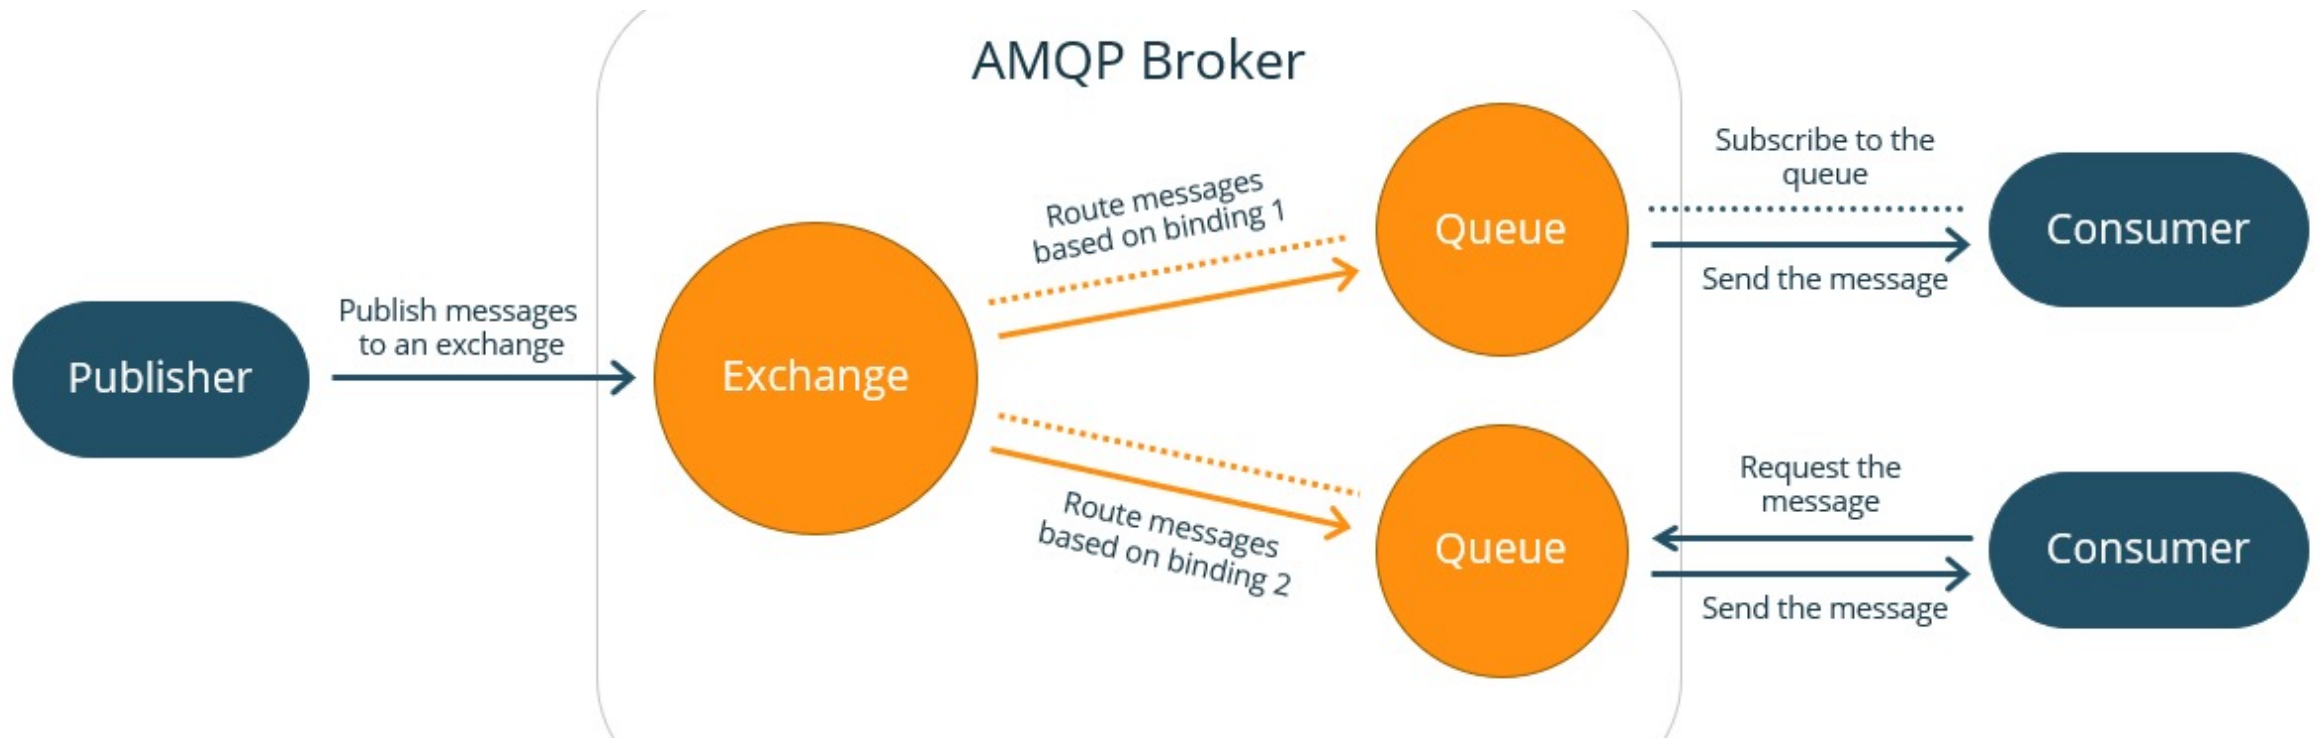 AMQP Broker
Publisher
Publish messages
to an exchange
Exchange
Route messages
based on binding 1
Queue
Subscribe to the
queue
Send the message
Consumer
Route messages
based on binding 2
Queue
Request the
message
Send the message
Consumer